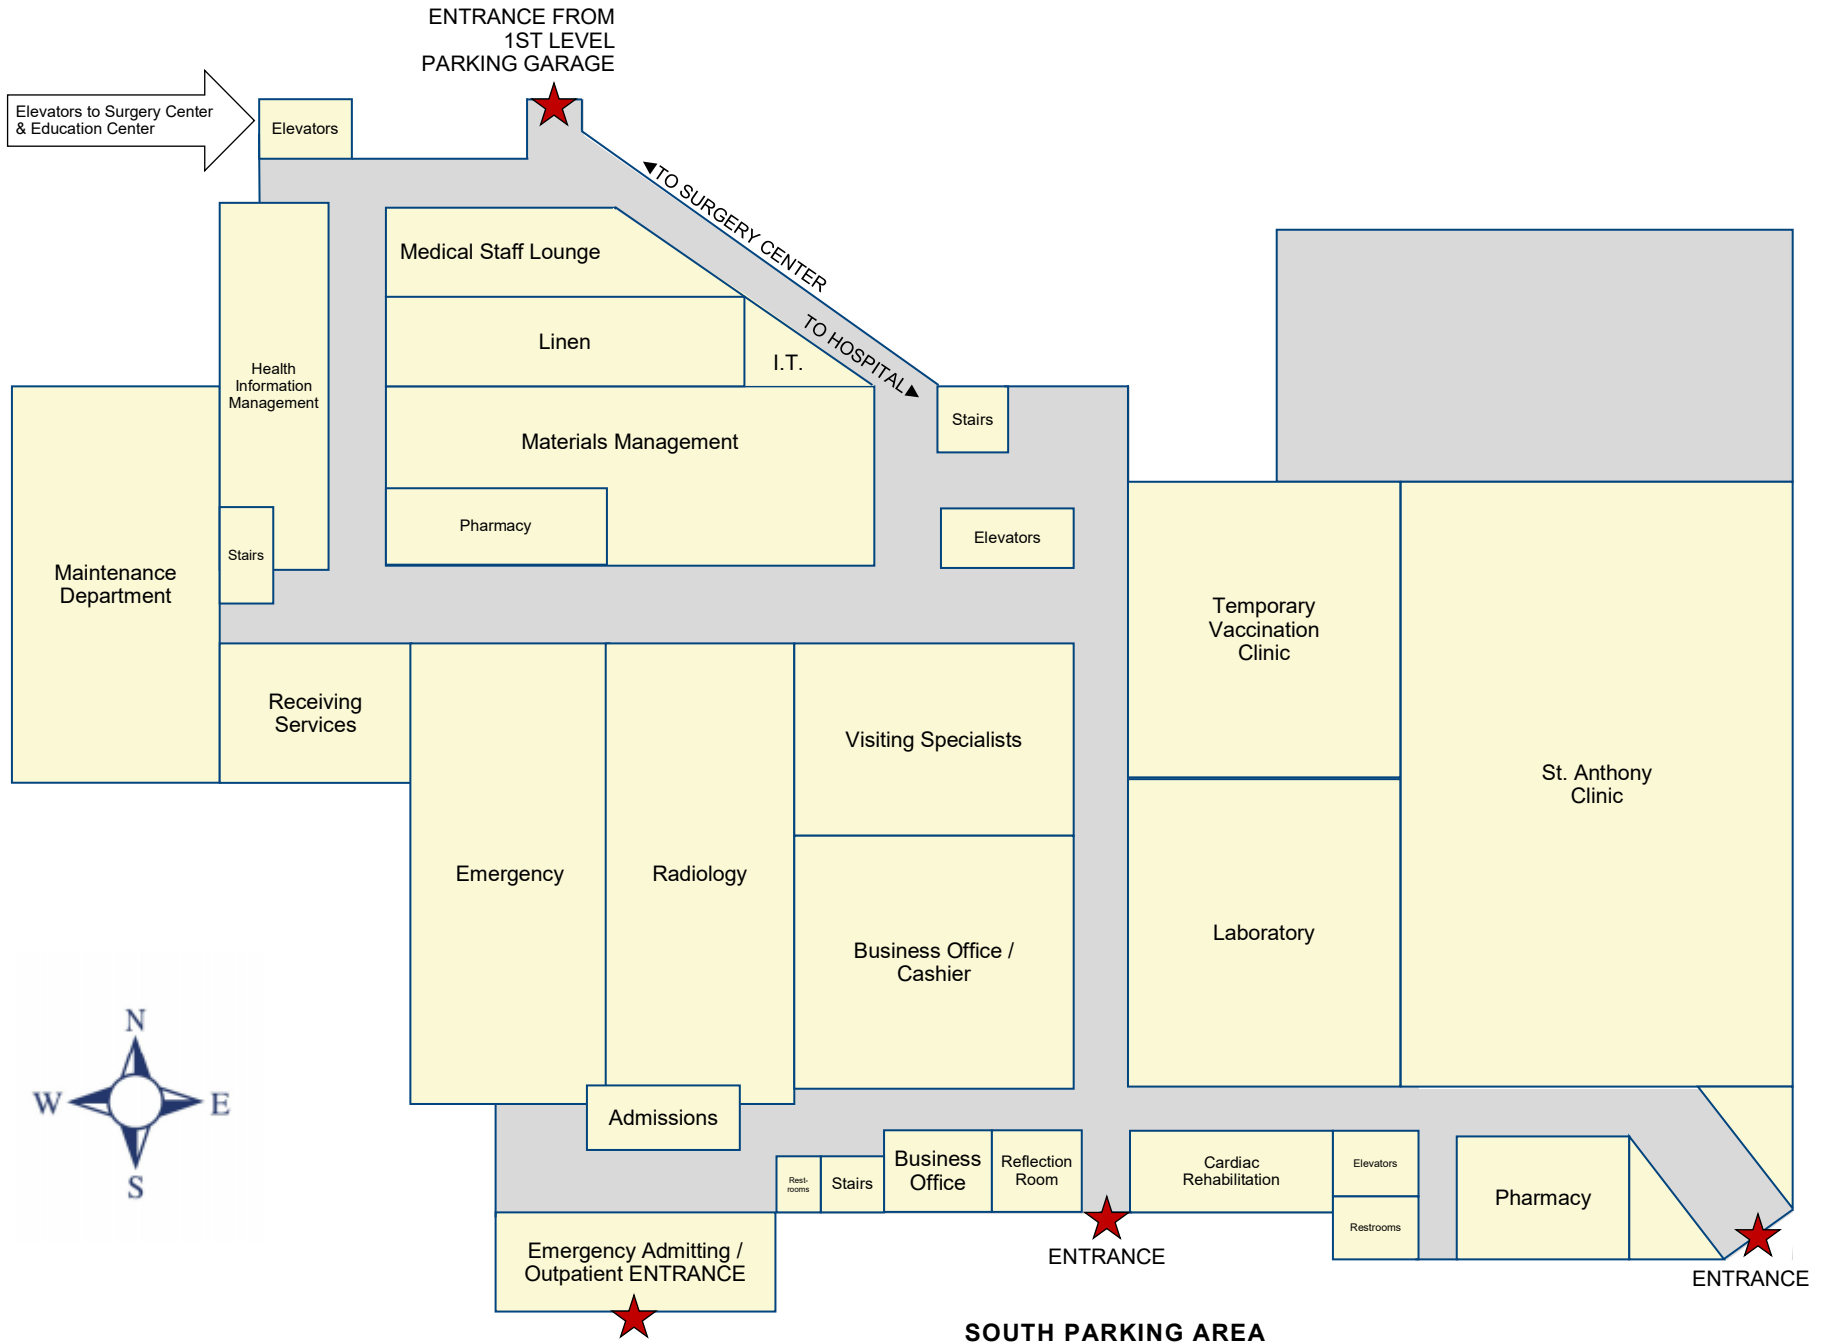 ENTRANCE FROM
1ST LEVEL
PARKING GARAGE
Elevators to Surgery Center
& Education Center
Elevators
TO SURGERY CENTER
TO HOSPITAL
Medical Staff Lounge
Linen
I.T.
Health
Information
Management
Materials Management
Stairs
Pharmacy
Elevators
Stairs
Maintenance
Department
Temporary
Vaccination
Clinic
Receiving
Services
Visiting Specialists
St. Anthony
Clinic
Emergency
Radiology
Business Office /
Cashier
Laboratory
N
W
E
S
Admissions
Rest-
rooms
Stairs
Business
Office
Reflection
Room
Cardiac
Rehabilitation
Elevators
Restrooms
Pharmacy
Emergency Admitting /
Outpatient ENTRANCE
ENTRANCE
ENTRANCE
SOUTH PARKING AREA